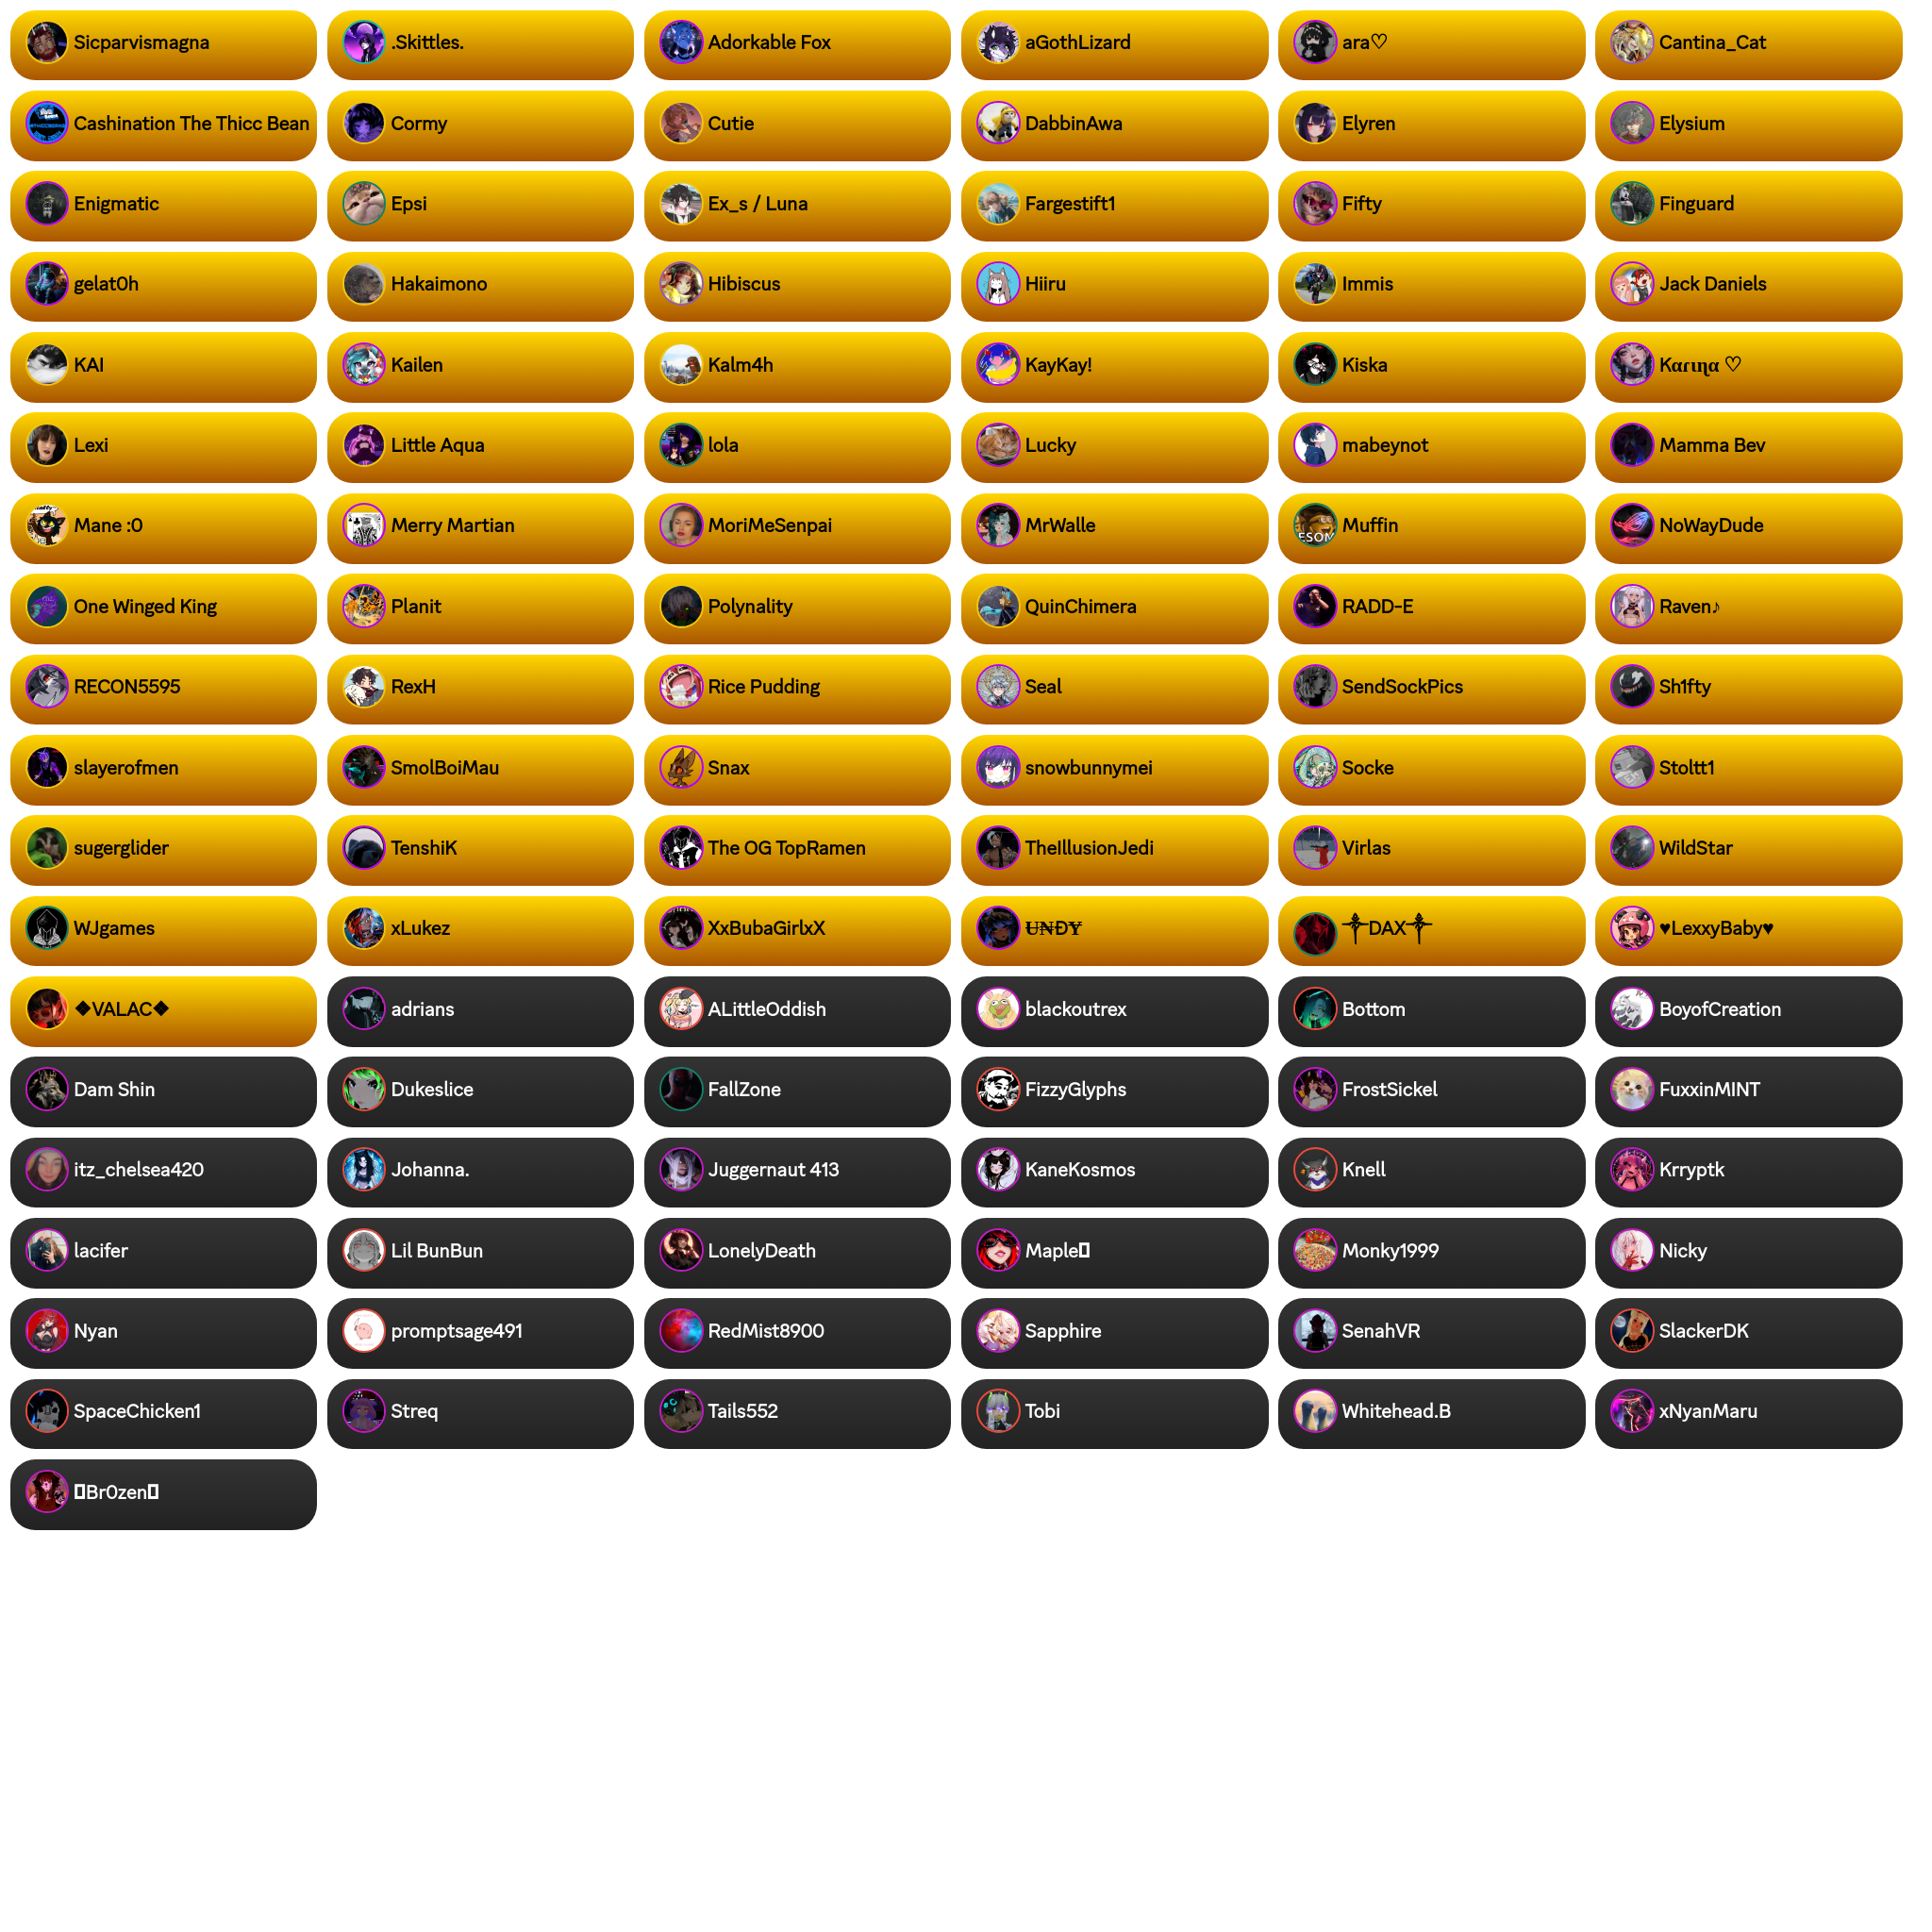 Sicparvismagna
.Skittles.
Adorkable Fox
aGothLizard
ara♡
Cantina_Cat
Cashination The Thicc Bean
Cormy
Cutie
DabbinAwa
Elyren
Elysium
Enigmatic
Epsi
Ex_s / Luna
Fargestift1
Fifty
Finguard
gelat0h
Hakaimono
Hibiscus
Hiiru
Immis
Jack Daniels
KAI
Kailen
Kalm4h
KayKay!
Kiska
Kαɾιɳα ♡
Lexi
Little Aqua
lola
Lucky
mabeynot
Mamma Bev
Mane :0
Merry Martian
MoriMeSenpai
MrWalle
Muffin
NoWayDude
One Winged King
Planit
Polynality
QuinChimera
RADD-E
Raven♪
RECON5595
RexH
Rice Pudding
Seal
SendSockPics
Sh1fty
slayerofmen
SmolBoiMau
Snax
snowbunnymei
Socke
Stoltt1
sugerglider
TenshiK
The OG TopRamen
TheIllusionJedi
Virlas
WildStar
WJgames
xLukez
XxBubaGirlxX
Ʉ₦ĐɎ
༒DAX༒
♥LexxyBaby♥
❖VALAC❖
adrians
ALittleOddish
blackoutrex
Bottom
BoyofCreation
Dam Shin
Dukeslice
FallZone
FizzyGlyphs
FrostSickel
FuxxinMINT
itz_chelsea420
Johanna.
Juggernaut 413
KaneKosmos
Knell
Krryptk
lacifer
Lil BunBun
LonelyDeath
Maple
Monky1999
Nicky
Nyan
promptsage491
RedMist8900
Sapphire
SenahVR
SlackerDK
SpaceChicken1
Streq
Tails552
Tobi
Whitehead.B
xNyanMaru
Br0zen